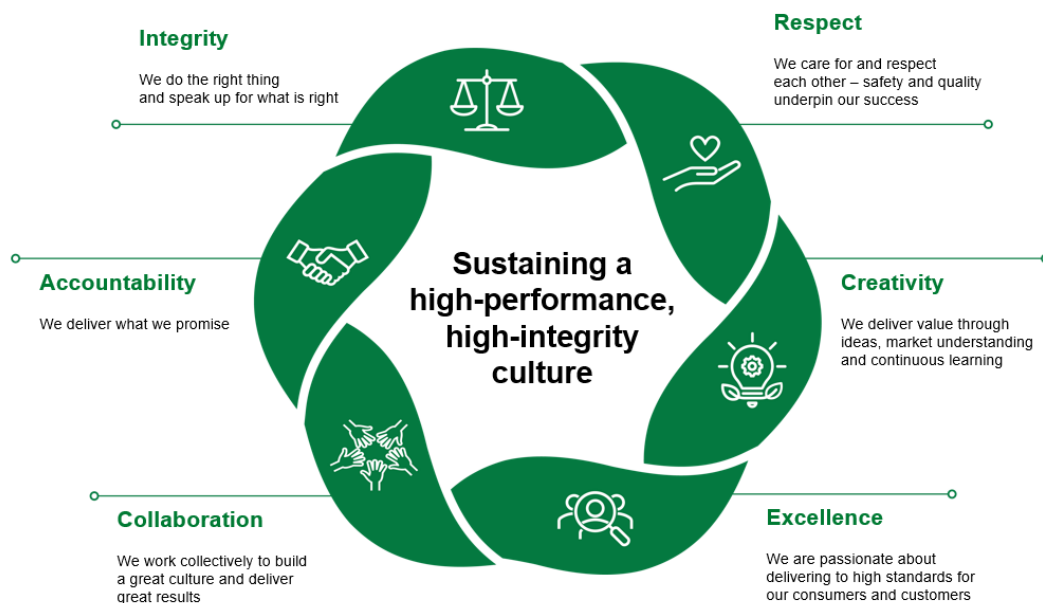 Integrity
We do the right thing
and speak up for what is right
Respect
We care for and respect
each other – safety and quality
underpin our success
Accountability
We deliver what we promise
Sustaining a
high-performance,
high-integrity
culture
Creativity
We deliver value through
ideas, market understanding
and continuous learning
Collaboration
We work collectively to build
a great culture and deliver
great results
Excellence
We are passionate about
delivering to high standards for
our consumers and customers